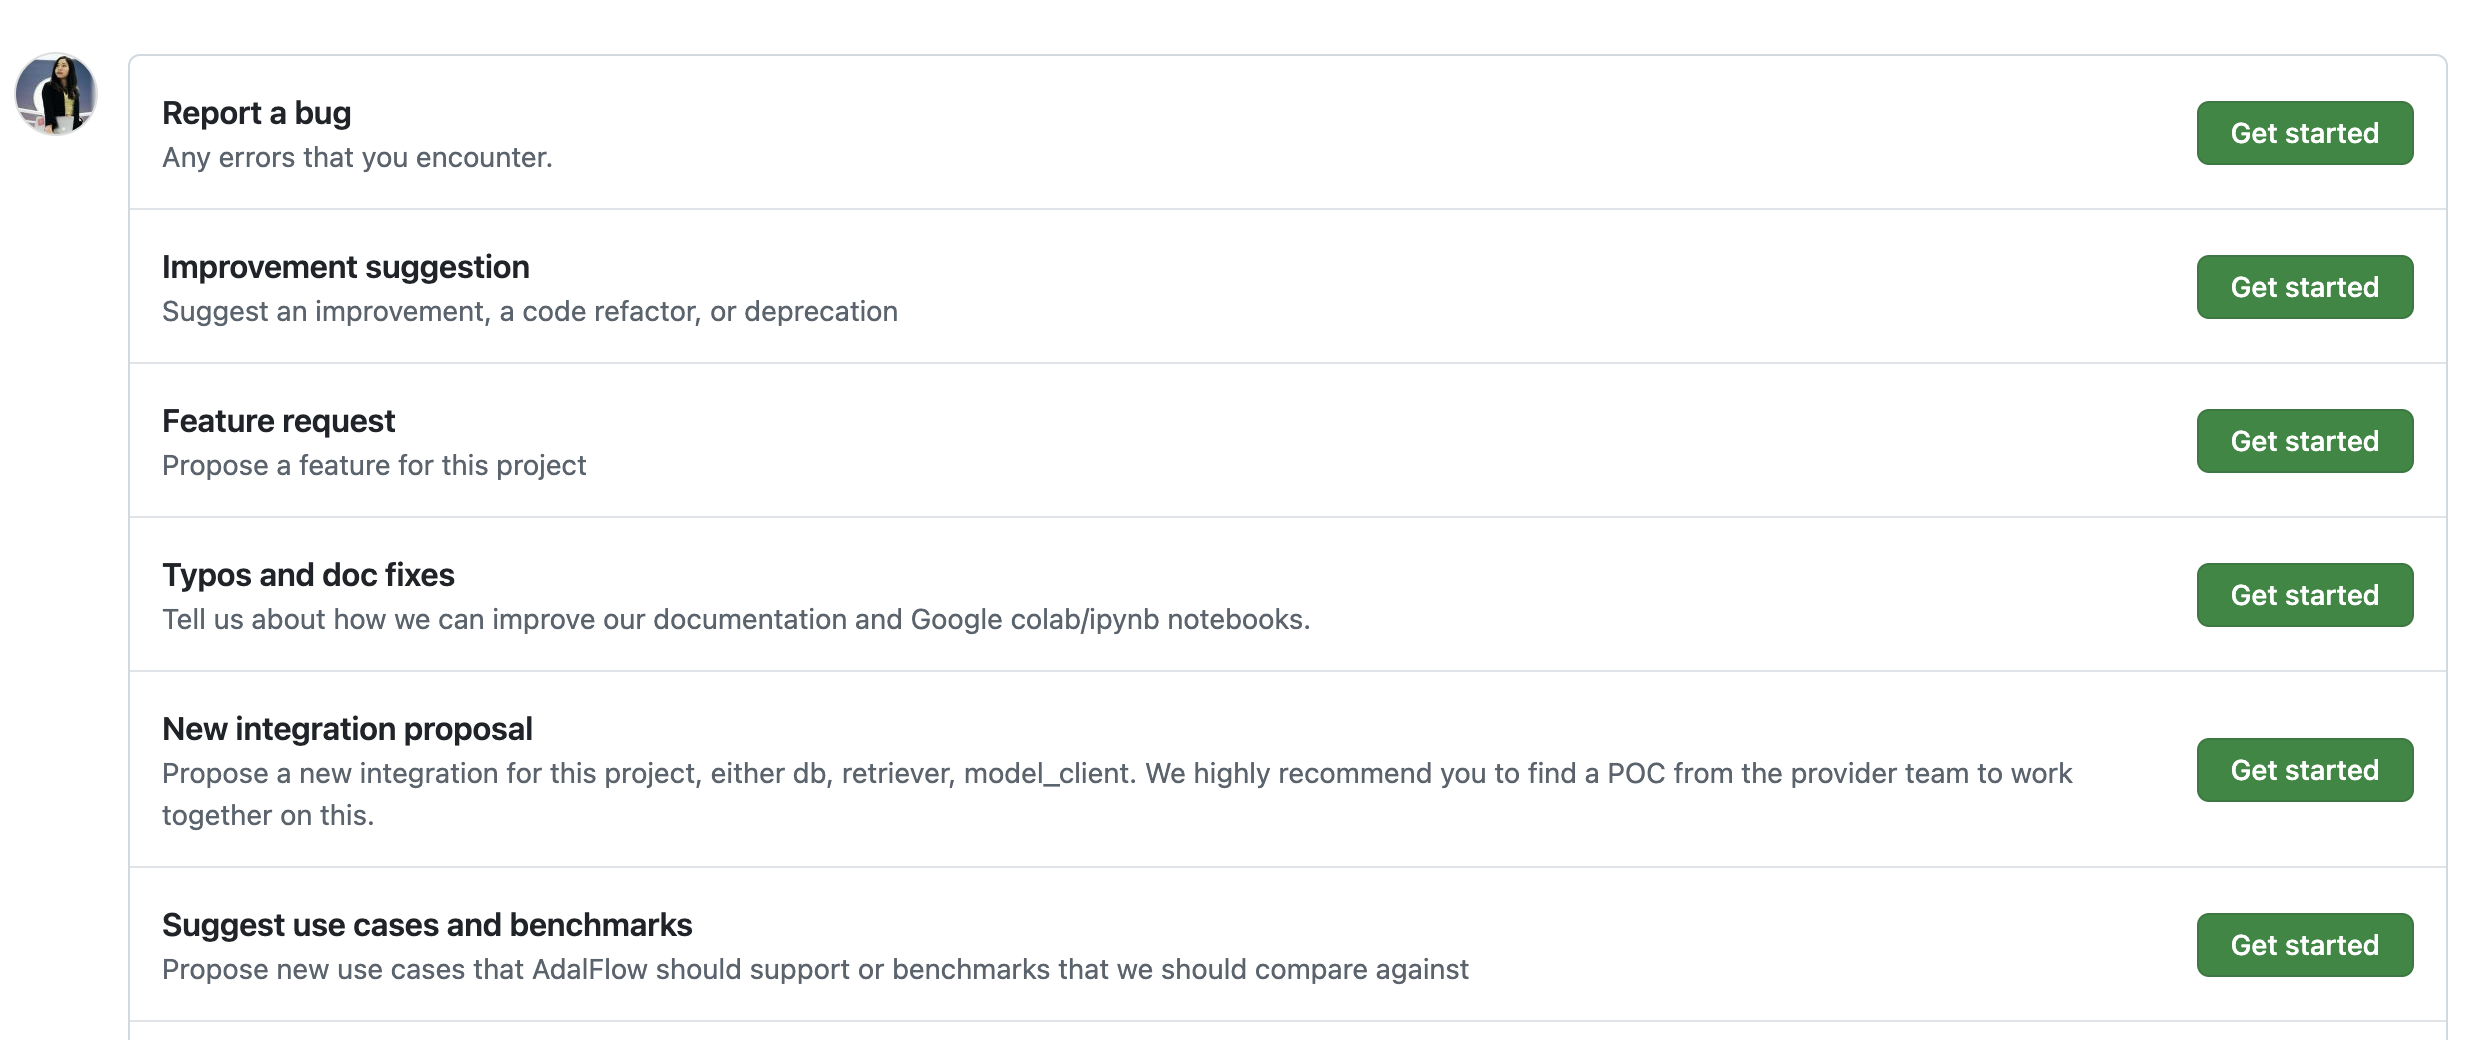 Report a bug
Any errors that you encounter.
Get started
Improvement suggestion
Suggest an improvement, a code refactor, or deprecation
Get started
Feature request
Propose a feature for this project
Get started
Typos and doc fixes
Tell us about how we can improve our documentation and Google colab/ipynb notebooks.
Get started
New integration proposal
Propose a new integration for this project, either db, retriever, model_client. We highly recommend you to find a POC from the provider team to work
together on this.
Get started
Suggest use cases and benchmarks
Propose new use cases that AdalFlow should support or benchmarks that we should compare against
Get started